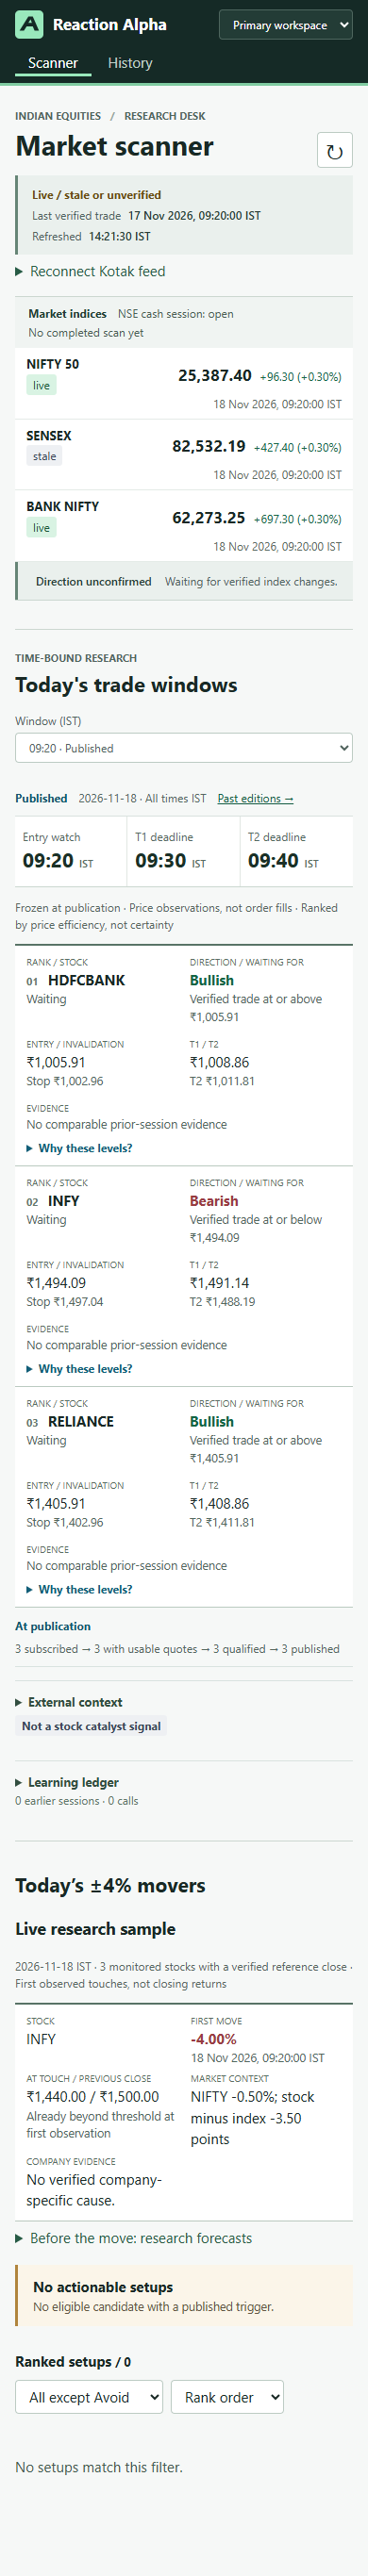 A Reaction Alpha
Primary workspace
Scanner History
INDIAN EQUITIES / RESEARCH DESK
Market scanner
↻
Live / stale or unverified
Last verified trade 17 Nov 2026, 09:20:00 IST
Refreshed 14:21:30 IST
▶ Reconnect Kotak feed
Market indices NSE cash session: open
No completed scan yet
NIFTY 50
live
25,387.40 +96.30 (+0.30%)
18 Nov 2026, 09:20:00 IST
SENSEX
stale
82,532.19 +427.40 (+0.30%)
18 Nov 2026, 09:20:00 IST
BANK NIFTY
live
62,273.25 +697.30 (+0.30%)
18 Nov 2026, 09:20:00 IST
Direction unconfirmed Waiting for verified index changes.
TIME-BOUND RESEARCH
Today's trade windows
Window (IST)
09:20 · Published
Published 2026-11-18 · All times IST Past editions →
Entry watch
09:20 IST
T1 deadline
09:30 IST
T2 deadline
09:40 IST
Frozen at publication · Price observations, not order fills · Ranked
by price efficiency, not certainty
RANK / STOCK
01 HDFCBANK
Waiting
DIRECTION / WAITING FOR
Bullish
Verified trade at or above
₹1,005.91
ENTRY / INVALIDATION
₹1,005.91
Stop ₹1,002.96
T1 / T2
₹1,008.86
T2 ₹1,011.81
EVIDENCE
No comparable prior-session evidence
▶ Why these levels?
RANK / STOCK
02 INFY
Waiting
DIRECTION / WAITING FOR
Bearish
Verified trade at or below
₹1,494.09
ENTRY / INVALIDATION
₹1,494.09
Stop ₹1,497.04
T1 / T2
₹1,491.14
T2 ₹1,488.19
EVIDENCE
No comparable prior-session evidence
▶ Why these levels?
RANK / STOCK
03 RELIANCE
Waiting
DIRECTION / WAITING FOR
Bullish
Verified trade at or above
₹1,405.91
ENTRY / INVALIDATION
₹1,405.91
Stop ₹1,402.96
T1 / T2
₹1,408.86
T2 ₹1,411.81
EVIDENCE
No comparable prior-session evidence
▶ Why these levels?
At publication
3 subscribed → 3 with usable quotes → 3 qualified → 3 published
▶ External context
Not a stock catalyst signal
▶ Learning ledger
0 earlier sessions · 0 calls
Today’s ±4% movers
Live research sample
2026-11-18 IST · 3 monitored stocks with a verified reference close ·
First observed touches, not closing returns
STOCK
INFY
FIRST MOVE
-4.00%
18 Nov 2026, 09:20:00 IST
AT TOUCH / PREVIOUS CLOSE
₹1,440.00 / ₹1,500.00
Already beyond threshold at
first observation
MARKET CONTEXT
NIFTY -0.50%; stock
minus index -3.50
points
COMPANY EVIDENCE
No verified company-
specific cause.
▶ Before the move: research forecasts
No actionable setups
No eligible candidate with a published trigger.
Ranked setups / 0
All except Avoid
Rank order
No setups match this filter.